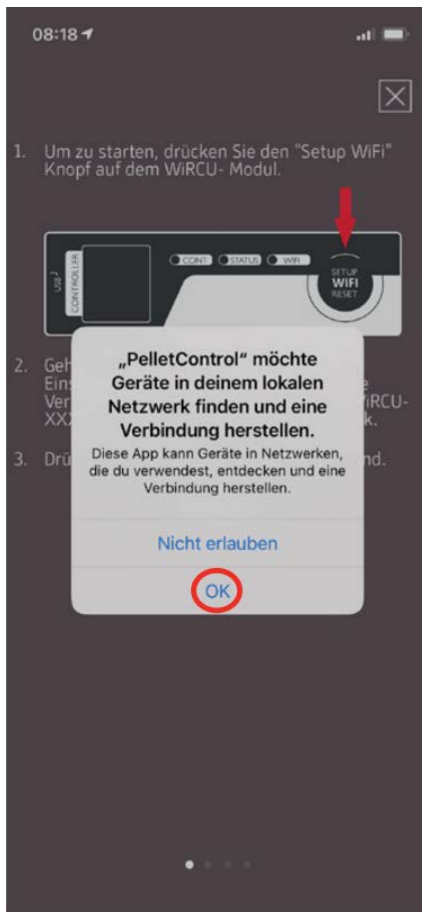 08:18
1. Um zu starten, drücken Sie den "Setup WiFi"
Knopf auf dem WiRCU- Modul.
USB
CONTROLLER
CONT STATUS WIFI
SETUP
WIFI
RESET
2. Geh
Eins
Ver iRCU-
XXX k.
„PelletControl“ möchte
Geräte in deinem lokalen
Netzwerk finden und eine
Verbindung herstellen.
Diese App kann Geräte in Netzwerken,
die du verwendest, entdecken und eine
Verbindung herstellen.
3. Drü nd.
Nicht erlauben
OK